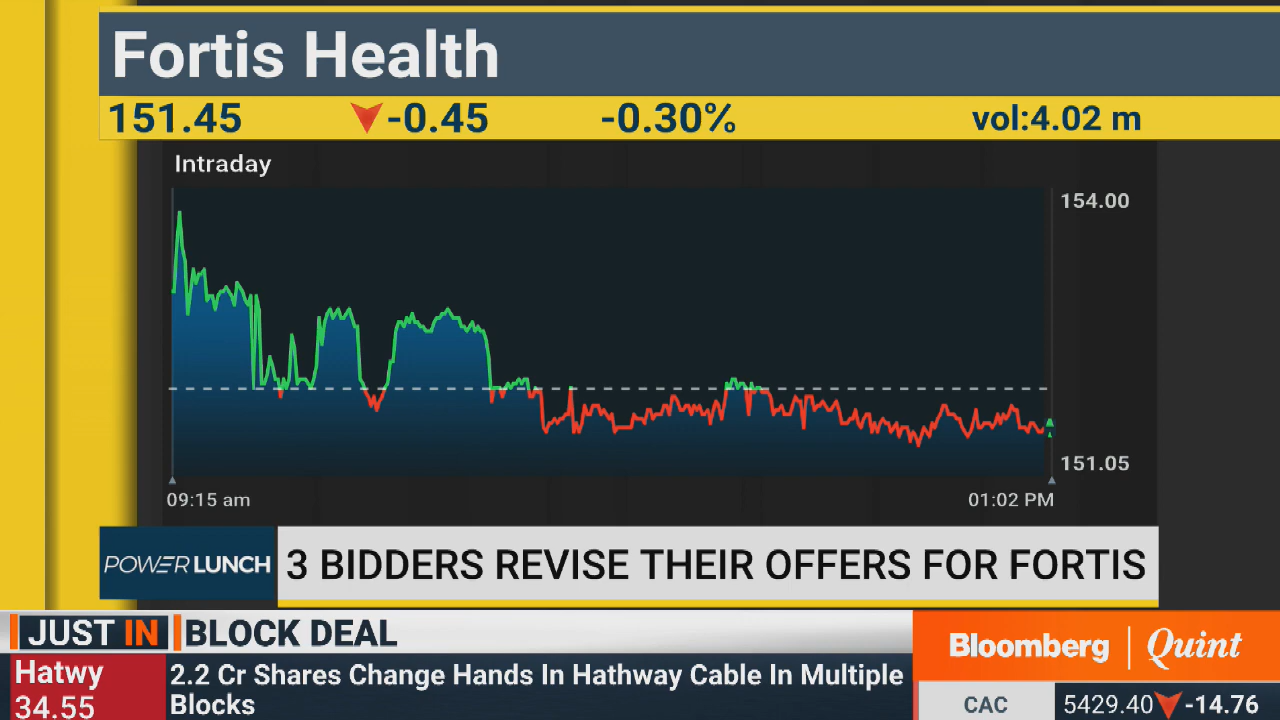 Fortis Health
151.45 -0.45 -0.30% vol:4.02 m
Intraday
154.00
151.05
09:15 am 01:02 PM
POWER LUNCH 3 BIDDERS REVISE THEIR OFFERS FOR FORTIS
JUST IN BLOCK DEAL
Hatwy
34.55
2.2 Cr Shares Change Hands In Hathway Cable In Multiple
Blocks
Bloomberg | Quint
CAC 5429.40 -14.76